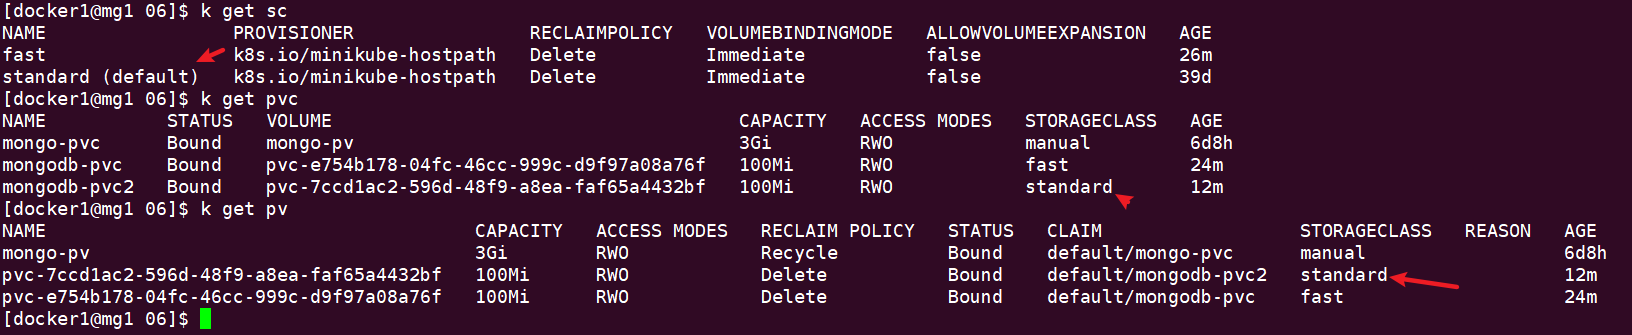 [docker1@mg1 06]$ k get sc
NAME PROVISIONER RECLAIMPOLICY VOLUMEBINDINGMODE ALLOWVOLUMEEXPANSION AGE
fast k8s.io/minikube-hostpath Delete Immediate false 26m
standard (default) k8s.io/minikube-hostpath Delete Immediate false 39d
[docker1@mg1 06]$ k get pvc
NAME STATUS VOLUME CAPACITY ACCESS MODES STORAGECLASS AGE
mongo-pvc Bound mongo-pv 3Gi RWO manual 6d8h
mongodb-pvc Bound pvc-e754b178-04fc-46cc-999c-d9f97a08a76f 100Mi RWO fast 24m
mongodb-pvc2 Bound pvc-7ccd1ac2-596d-48f9-a8ea-faf65a4432bf 100Mi RWO standard 12m
[docker1@mg1 06]$ k get pv
NAME CAPACITY ACCESS MODES RECLAIM POLICY STATUS CLAIM STORAGECLASS REASON AGE
mongo-pv 3Gi RWO Recycle Bound default/mongo-pvc manual 6d8h
pvc-7ccd1ac2-596d-48f9-a8ea-faf65a4432bf 100Mi RWO Delete Bound default/mongodb-pvc2 standard 12m
pvc-e754b178-04fc-46cc-999c-d9f97a08a76f 100Mi RWO Delete Bound default/mongodb-pvc fast 24m
[docker1@mg1 06]$